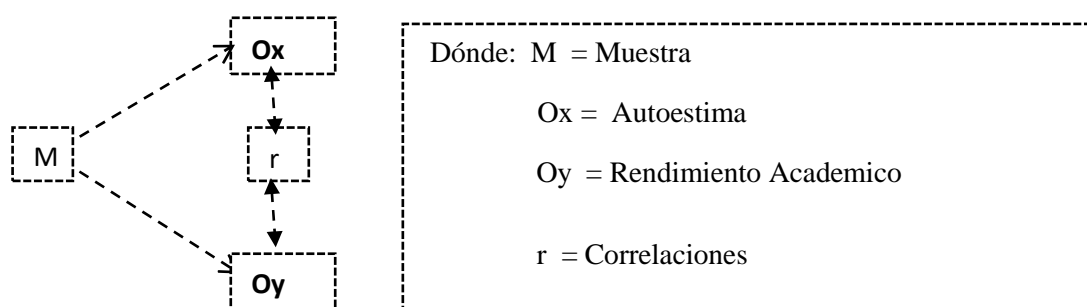 Ox
M
r
Oy
Dónde: M = Muestra
Ox = Autoestima
Oy = Rendimiento Academico
r = Correlaciones